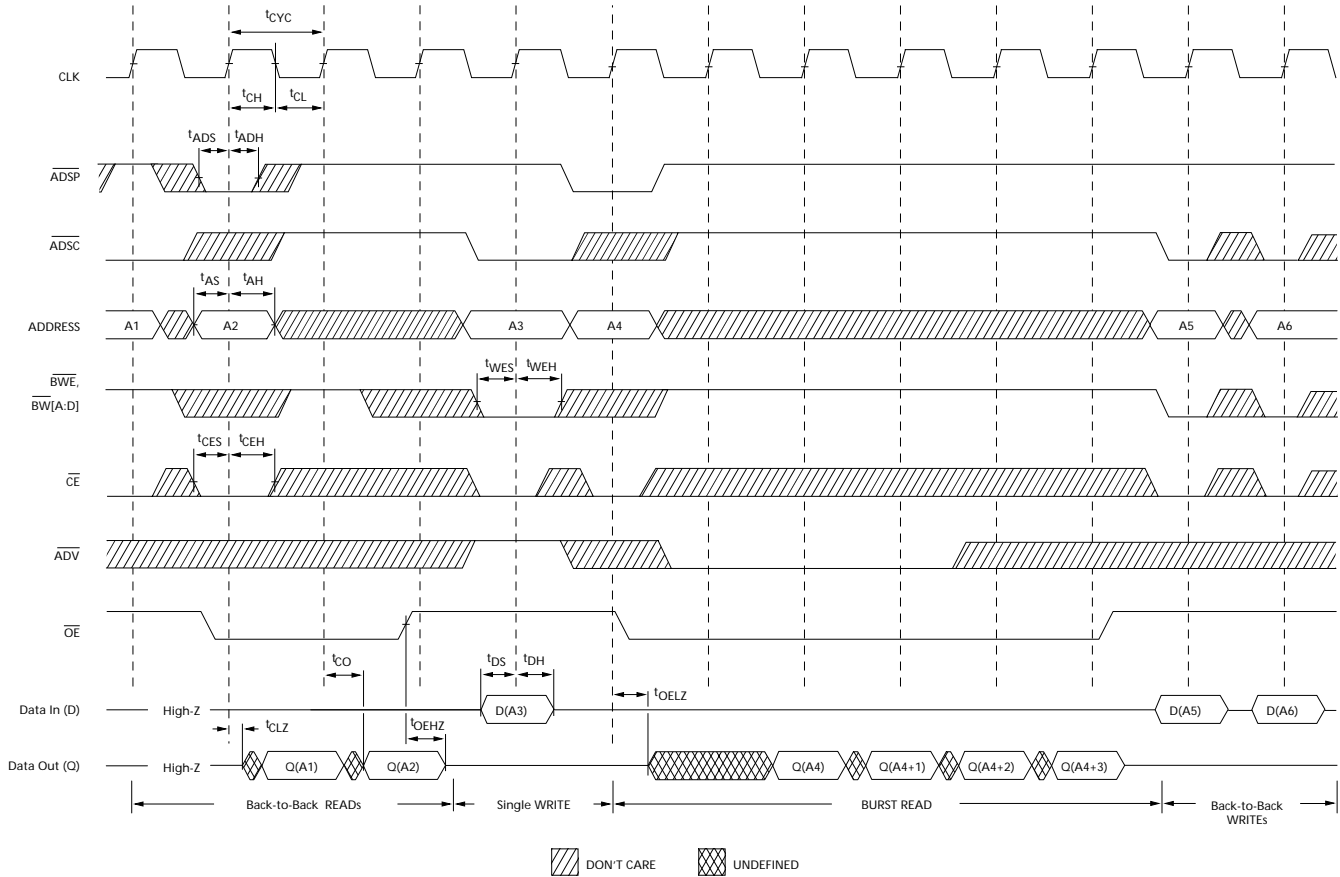 tCYC
CLK
tCH
tCL
tADS
tADH
ADSP
ADSC
tAS
tAH
ADDRESS
A1
A2
A3
A4
A5
A6
tWES
tWEH
BWE,
BW[A:D]
tCES
tCEH
CE
ADV
OE
tCO
tDS
tDH
tOELZ
Data In (D)
High-Z
D(A3)
D(A5)
D(A6)
tCLZ
tOEHZ
Data Out (Q)
High-Z
Q(A1)
Q(A2)
Q(A4)
Q(A4+1)
Q(A4+2)
Q(A4+3)
Back-to-Back READs
Single WRITE
BURST READ
Back-to-Back
WRITEs
DON'T CARE
UNDEFINED